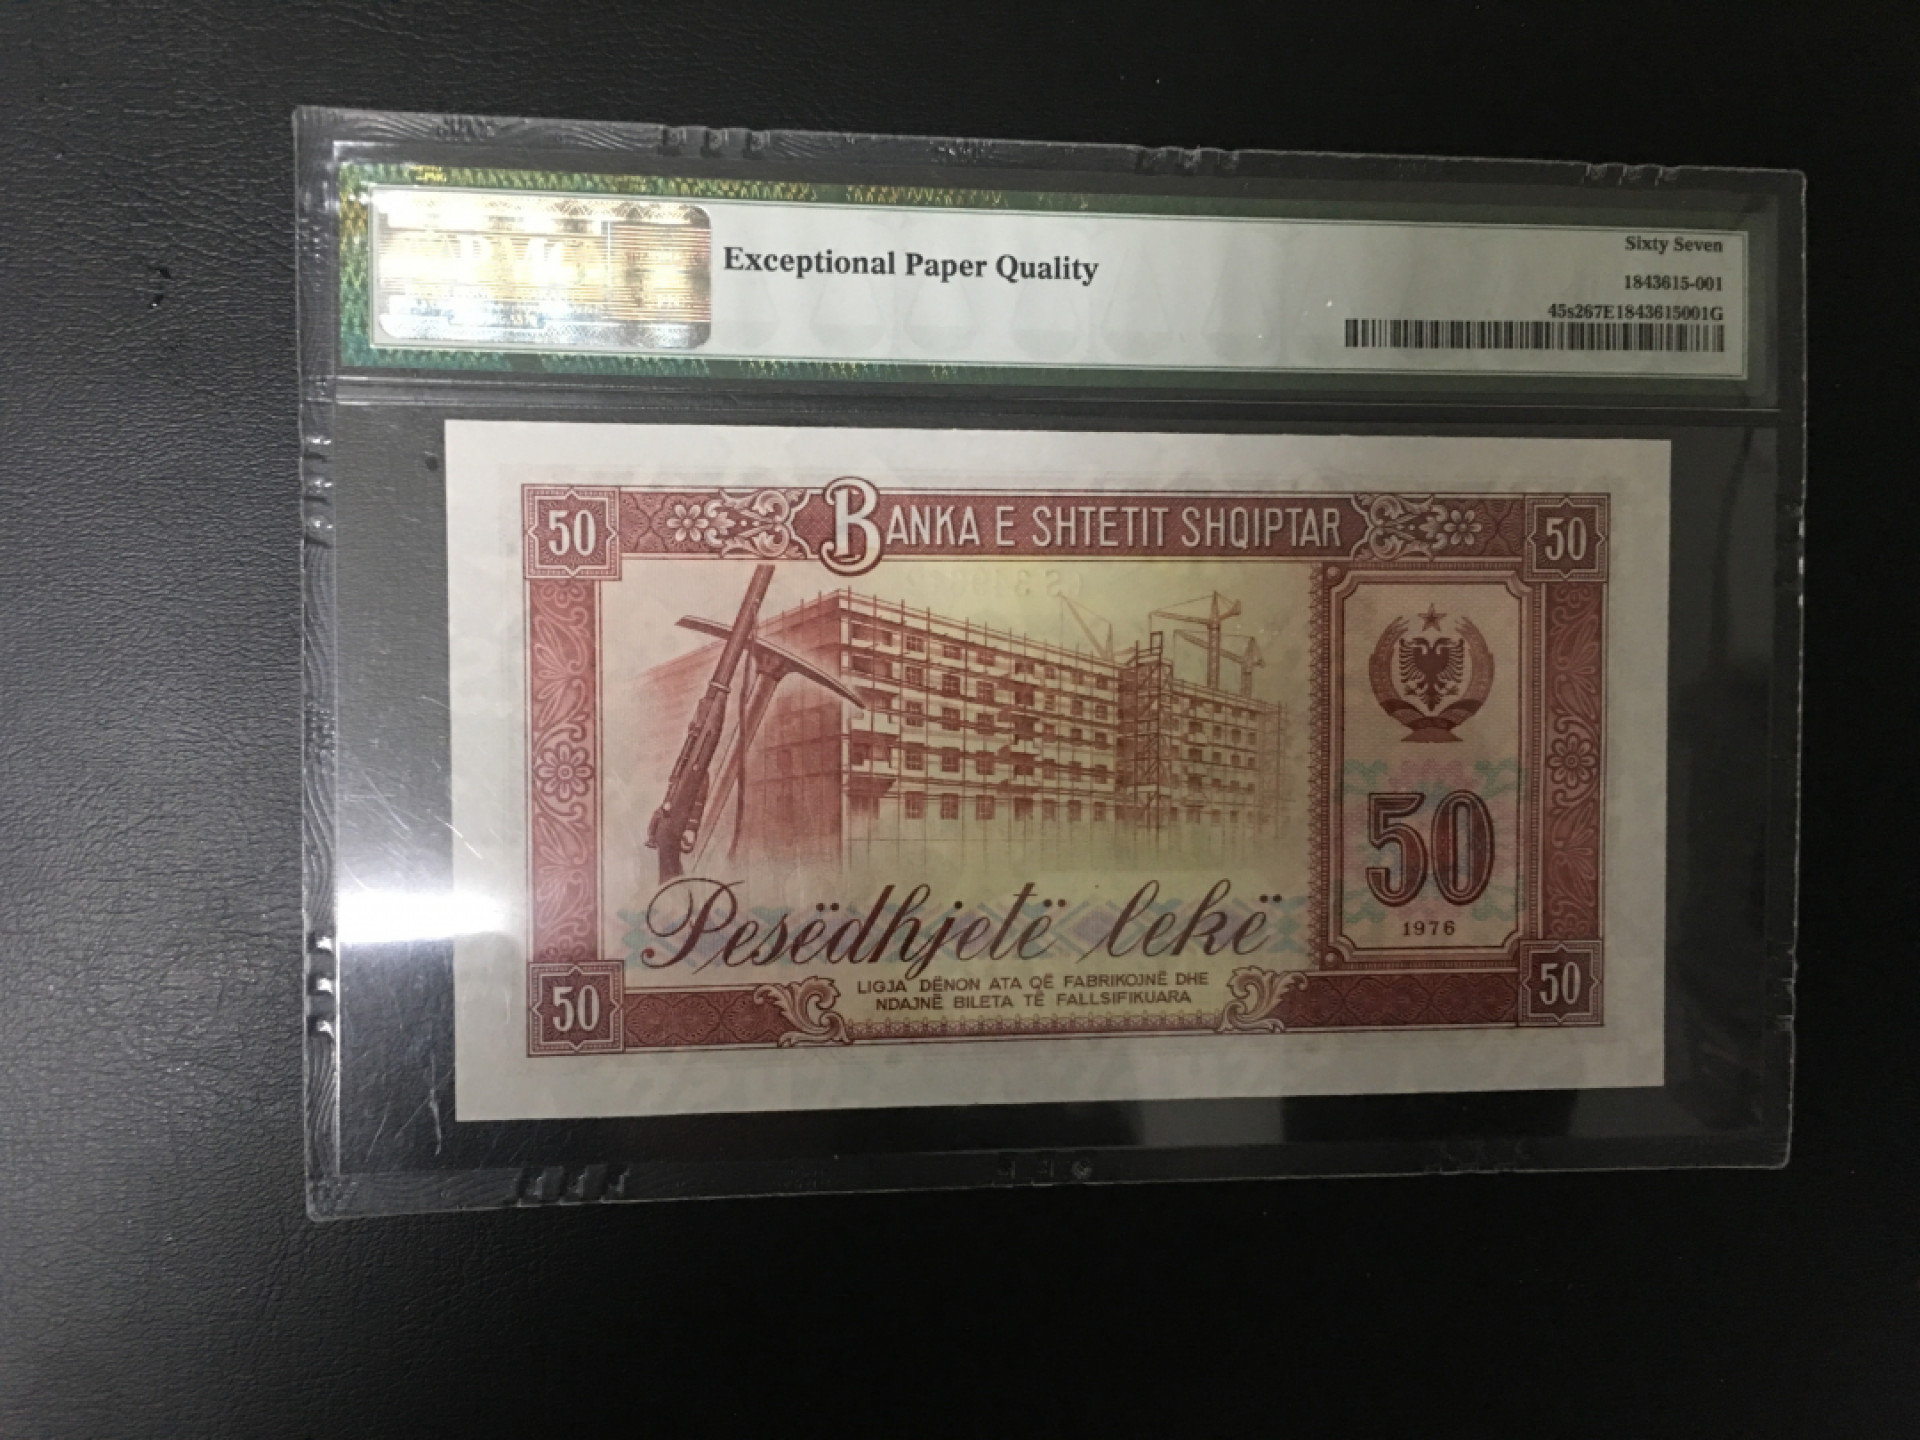 PMG
Exceptional Paper Quality
Sixty Seven
1843615-001
45s267E1843615001G
50
BANKA E SHTETIT SHQIPTAR
50
50
1976
Pesëdhjetë lekë
LIGJA DËNON ATA QË FABRIKOJNË DHE
NDAJNË BILETA TË FALLSIFIKUARA
50
50